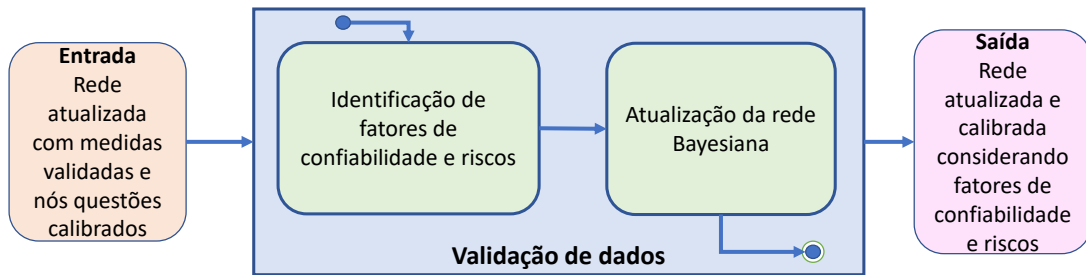 Entrada
Rede
atualizada
com medidas
validadas e
nós questões
calibrados
Identificação de
fatores de
confiabilidade e riscos
Atualização da rede
Bayesiana
Validação de dados
Saída
Rede
atualizada e
calibrada
considerando
fatores de
confiabilidade
e riscos